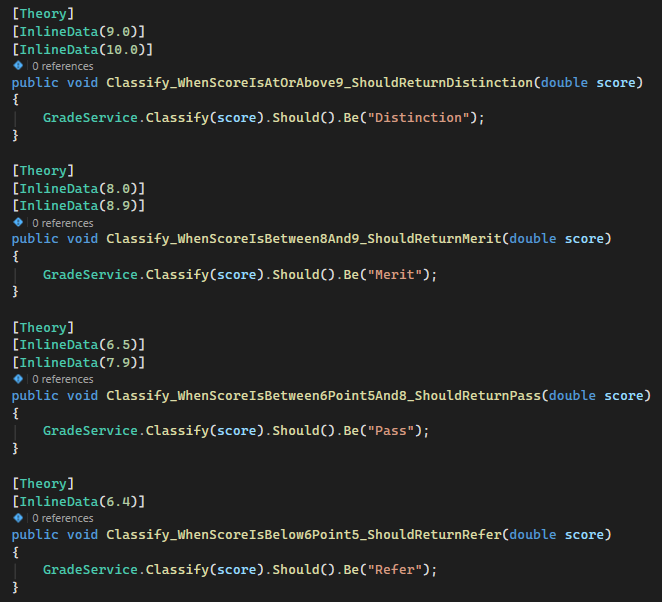 [Theory]
[InlineData(9.0)]
[InlineData(10.0)]
0 references
public void Classify_WhenScoreIsAtOrAbove9_ShouldReturnDistinction(double score)
{
    GradeService.Classify(score).Should().Be("Distinction");
}
[Theory]
[InlineData(8.0)]
[InlineData(8.9)]
0 references
public void Classify_WhenScoreIsBetween8And9_ShouldReturnMerit(double score)
{
    GradeService.Classify(score).Should().Be("Merit");
}
[Theory]
[InlineData(6.5)]
[InlineData(7.9)]
0 references
public void Classify_WhenScoreIsBetween6Point5And8_ShouldReturnPass(double score)
{
    GradeService.Classify(score).Should().Be("Pass");
}
[Theory]
[InlineData(6.4)]
0 references
public void Classify_WhenScoreIsBelow6Point5_ShouldReturnRefer(double score)
{
    GradeService.Classify(score).Should().Be("Refer");
}